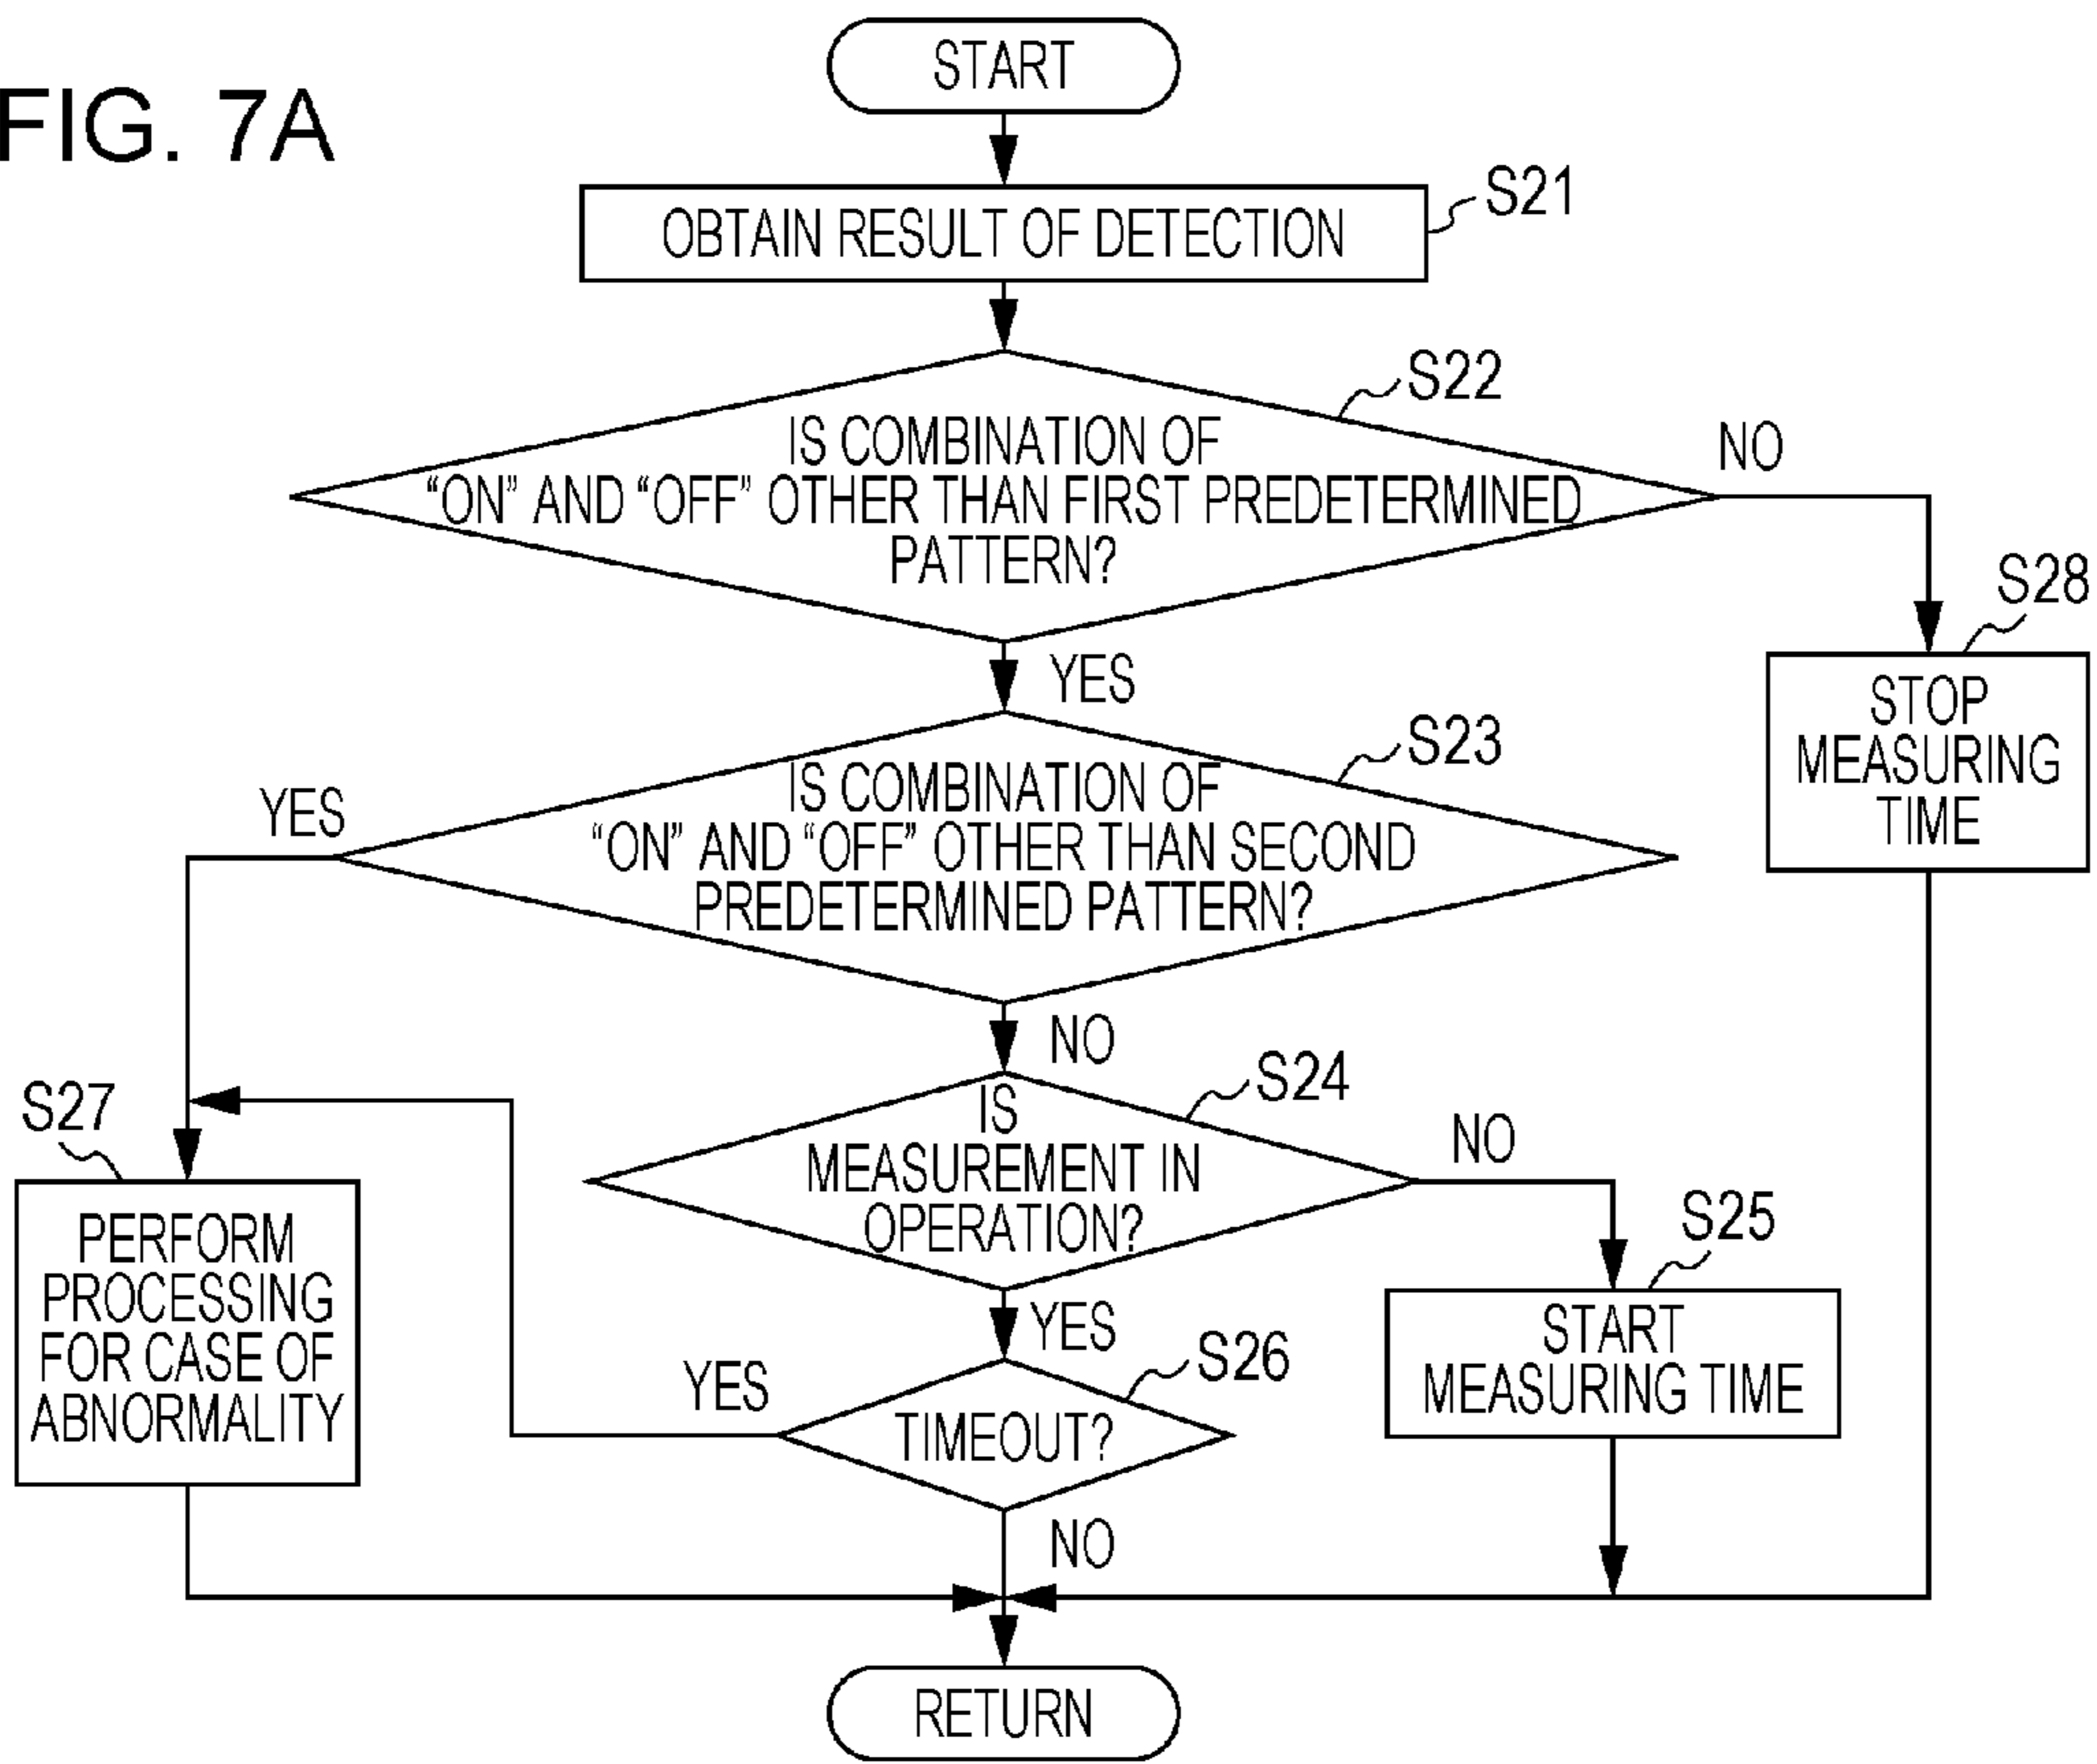 FIG. 7A
START
OBTAIN RESULT OF DETECTION
S21
S22
IS COMBINATION OF
“ON” AND “OFF” OTHER THAN FIRST PREDETERMINED
PATTERN?
NO
YES
S28
STOP
MEASURING
TIME
S23
IS COMBINATION OF
“ON” AND “OFF” OTHER THAN SECOND
PREDETERMINED PATTERN?
YES
NO
S24
IS
MEASUREMENT IN
OPERATION?
NO
YES
S25
START
MEASURING TIME
S26
TIMEOUT?
YES
NO
S27
PERFORM
PROCESSING
FOR CASE OF
ABNORMALITY
RETURN